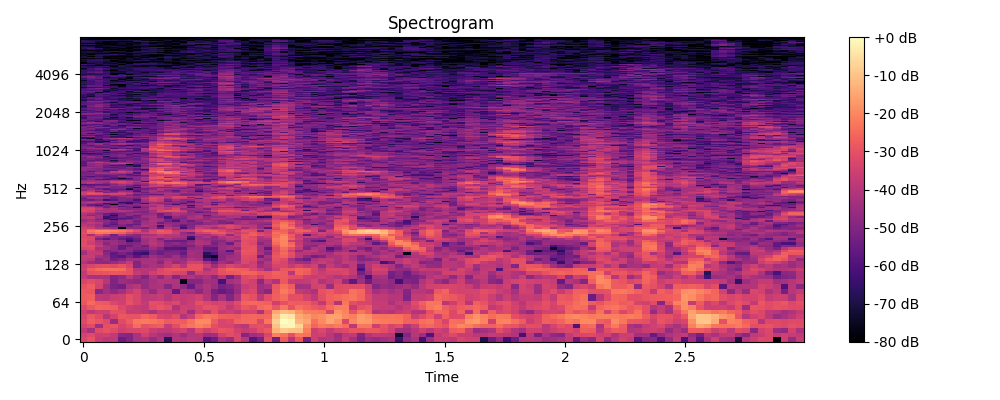 Spectrogram
Hz
4096
2048
1024
512
256
128
64
0
0
0.5
1
1.5
2
2.5
Time
+0 dB
-10 dB
-20 dB
-30 dB
-40 dB
-50 dB
-60 dB
-70 dB
-80 dB